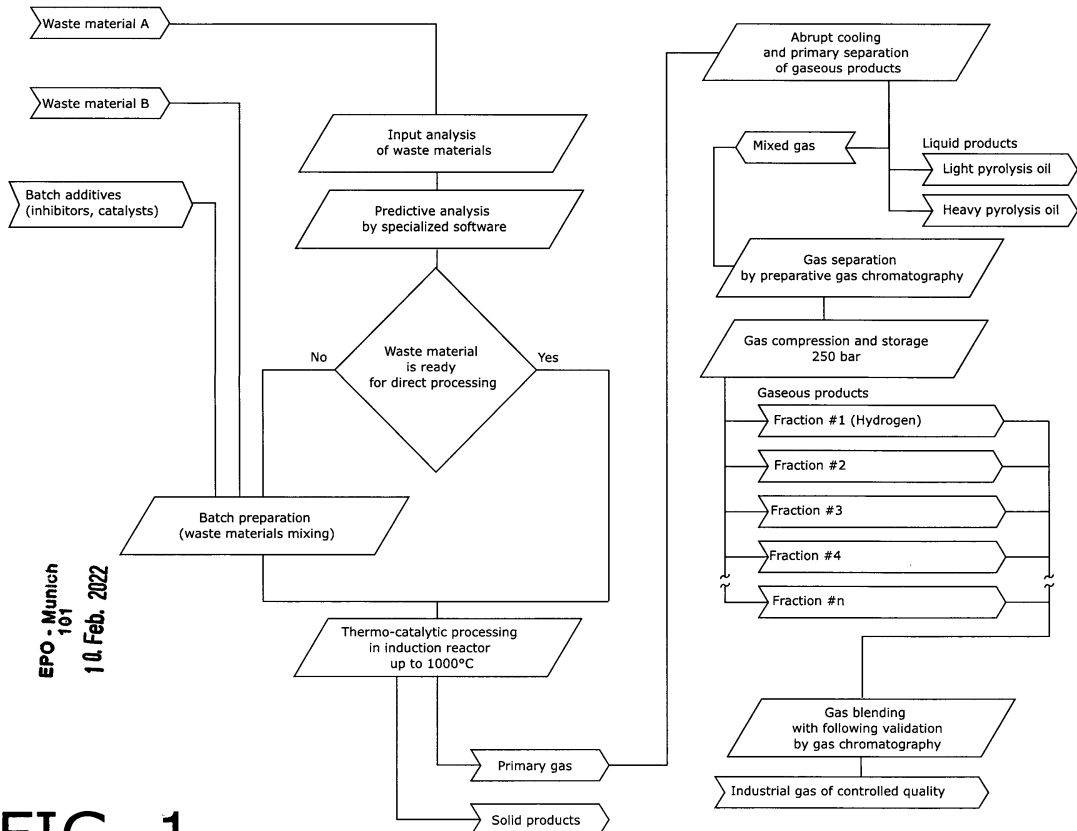 Waste material A
Waste material B
Batch additives
(inhibitors, catalysts)
Input analysis
of waste materials
Predictive analysis
by specialized software
Waste material
is ready
for direct processing
No
Yes
Batch preparation
(waste materials mixing)
Thermo-catalytic processing
in induction reactor
up to 1000°C
Primary gas
Solid products
Abrupt cooling
and primary separation
of gaseous products
Mixed gas
Liquid products
Light pyrolysis oil
Heavy pyrolysis oil
Gas separation
by preparative gas chromatography
Gas compression and storage
250 bar
Gaseous products
Fraction #1 (Hydrogen)
Fraction #2
Fraction #3
Fraction #4
Fraction #n
Gas blending
with following validation
by gas chromatography
Industrial gas of controlled quality
EPO - Munich
101
10. Feb. 2022
FIG. 1